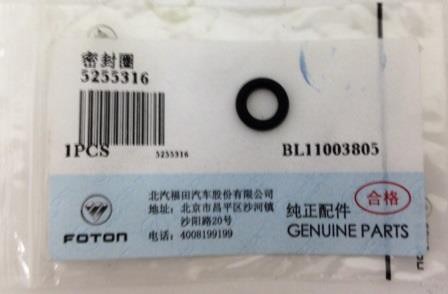 密封圈
5255316
1PCS
5255316
BL11003805
北汽福田汽车股份有限公司
地址：北京市昌平区沙河镇
沙阳路20号
电话：4008199199
FOTON
合格
纯正配件
GENUINE PARTS